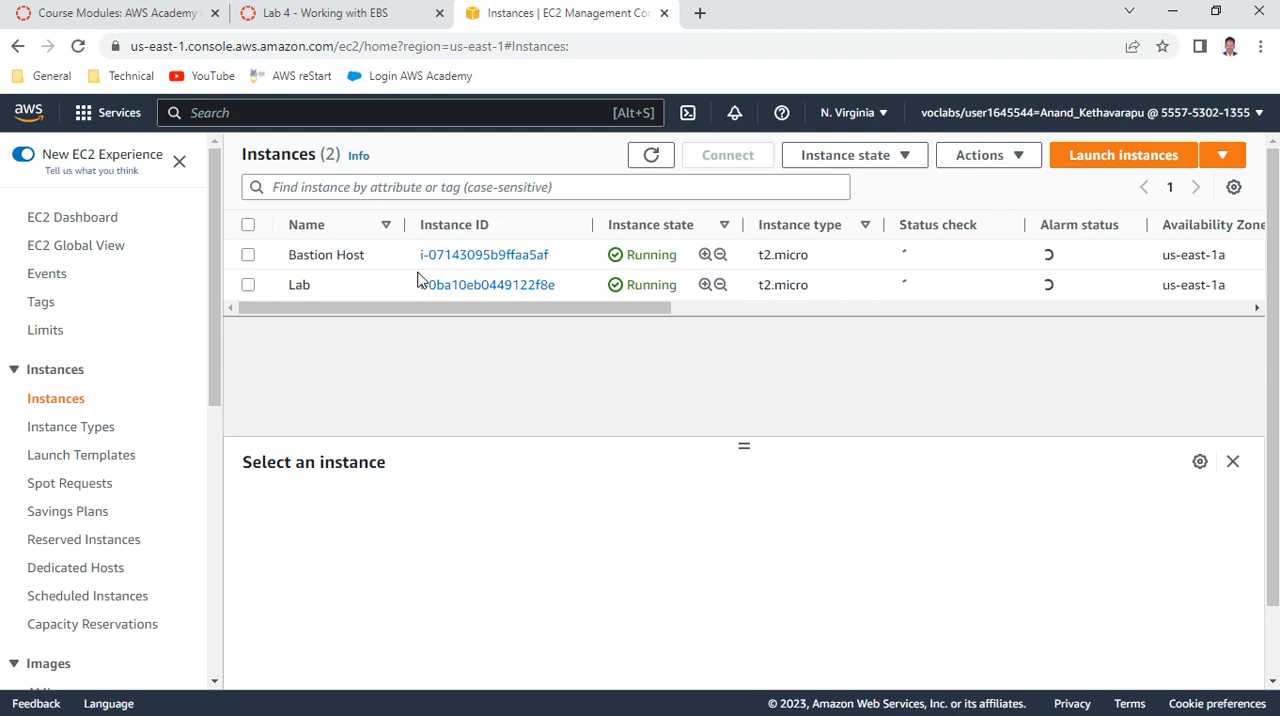 Course Modules: AWS Academy
Lab 4 - Working with EBS
Instances | EC2 Management Con
us-east-1.console.aws.amazon.com/ec2/home?region=us-east-1#Instances:
General
Technical
YouTube
AWS reStart
Login AWS Academy
aws
Services
Search
[Alt+S]
N. Virginia
voclabs/user1645544=Anand_Kethavarapu @ 5557-5302-1355
New EC2 Experience
Tell us what you think
EC2 Dashboard
EC2 Global View
Events
Tags
Limits
Instances
Instances
Instance Types
Launch Templates
Spot Requests
Savings Plans
Reserved Instances
Dedicated Hosts
Scheduled Instances
Capacity Reservations
Images
Instances (2) Info
Connect
Instance state
Actions
Launch instances
Find instance by attribute or tag (case-sensitive)
1
Name Instance ID Instance state Instance type Status check Alarm status Availability Zone
Bastion Host i-07143095b9ffaa5af Running t2.micro us-east-1a
Lab i-0ba10eb0449122f8e Running t2.micro us-east-1a
Select an instance
Feedback Language
© 2023, Amazon Web Services, Inc. or its affiliates. Privacy Terms Cookie preferences